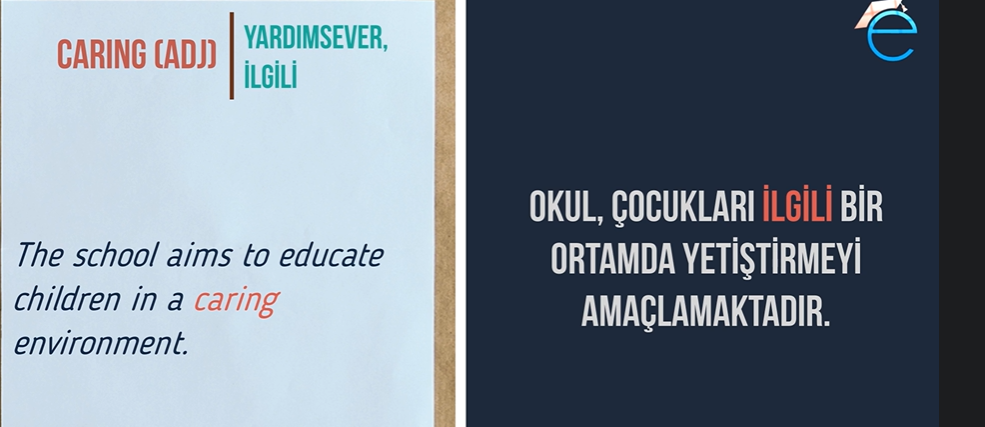 CARING (ADJ)
YARDIMSEVER,
İLGİLİ
The school aims to educate
children in a caring
environment.
e
OKUL, ÇOCUKLARI İLGİLİ BİR
ORTAMDA YETİŞTİRMEYİ
AMAÇLAMAKTADIR.